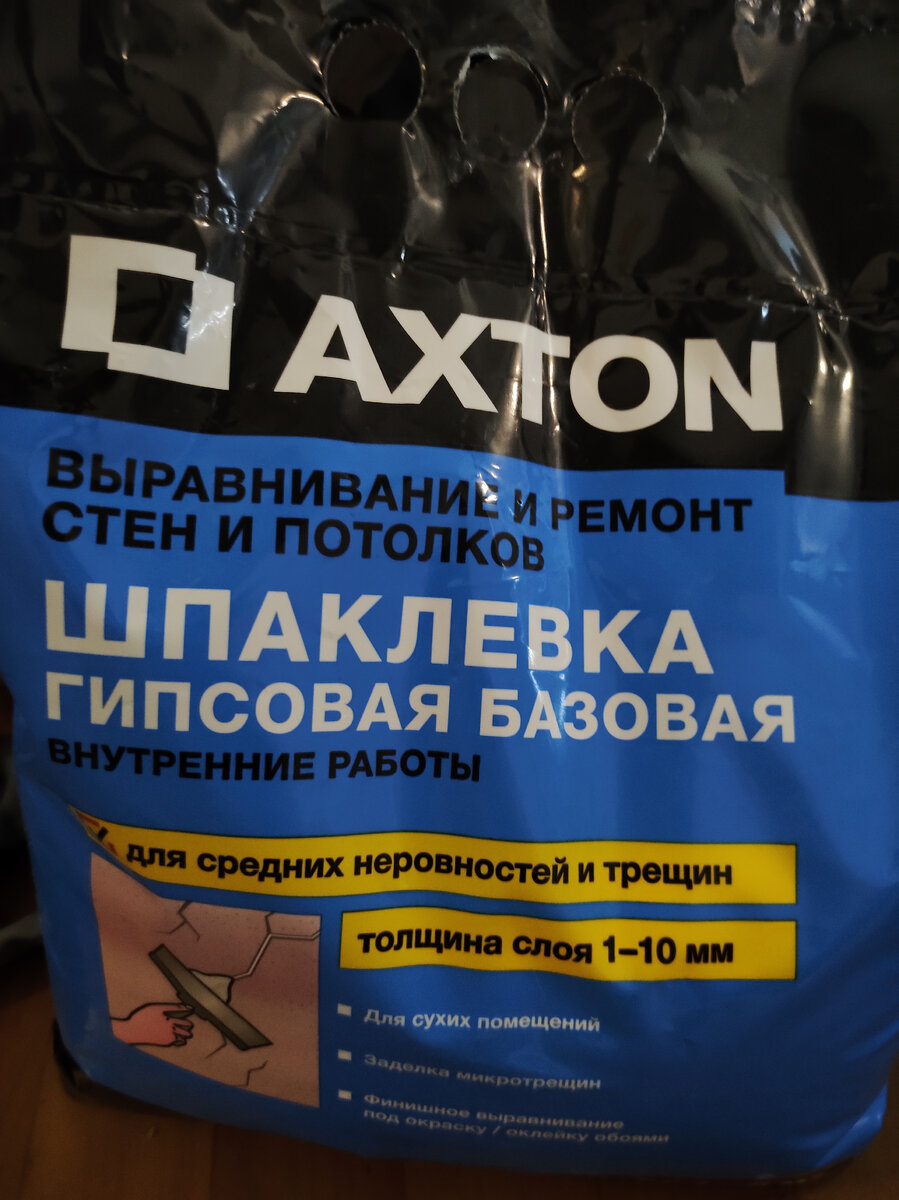 AXTON
ВЫРАВНИВАНИЕ И РЕМОНТ
СТЕН И ПОТОЛКОВ
ШПАКЛЕВКА
ГИПСОВАЯ БАЗОВАЯ
ВНУТРЕННИЕ РАБОТЫ
для средних неровностей и трещин
толщина слоя 1–10 мм
Для сухих помещений
Заделка микротрещин
Финишное выравнивание
под окраску / оклейку обоями